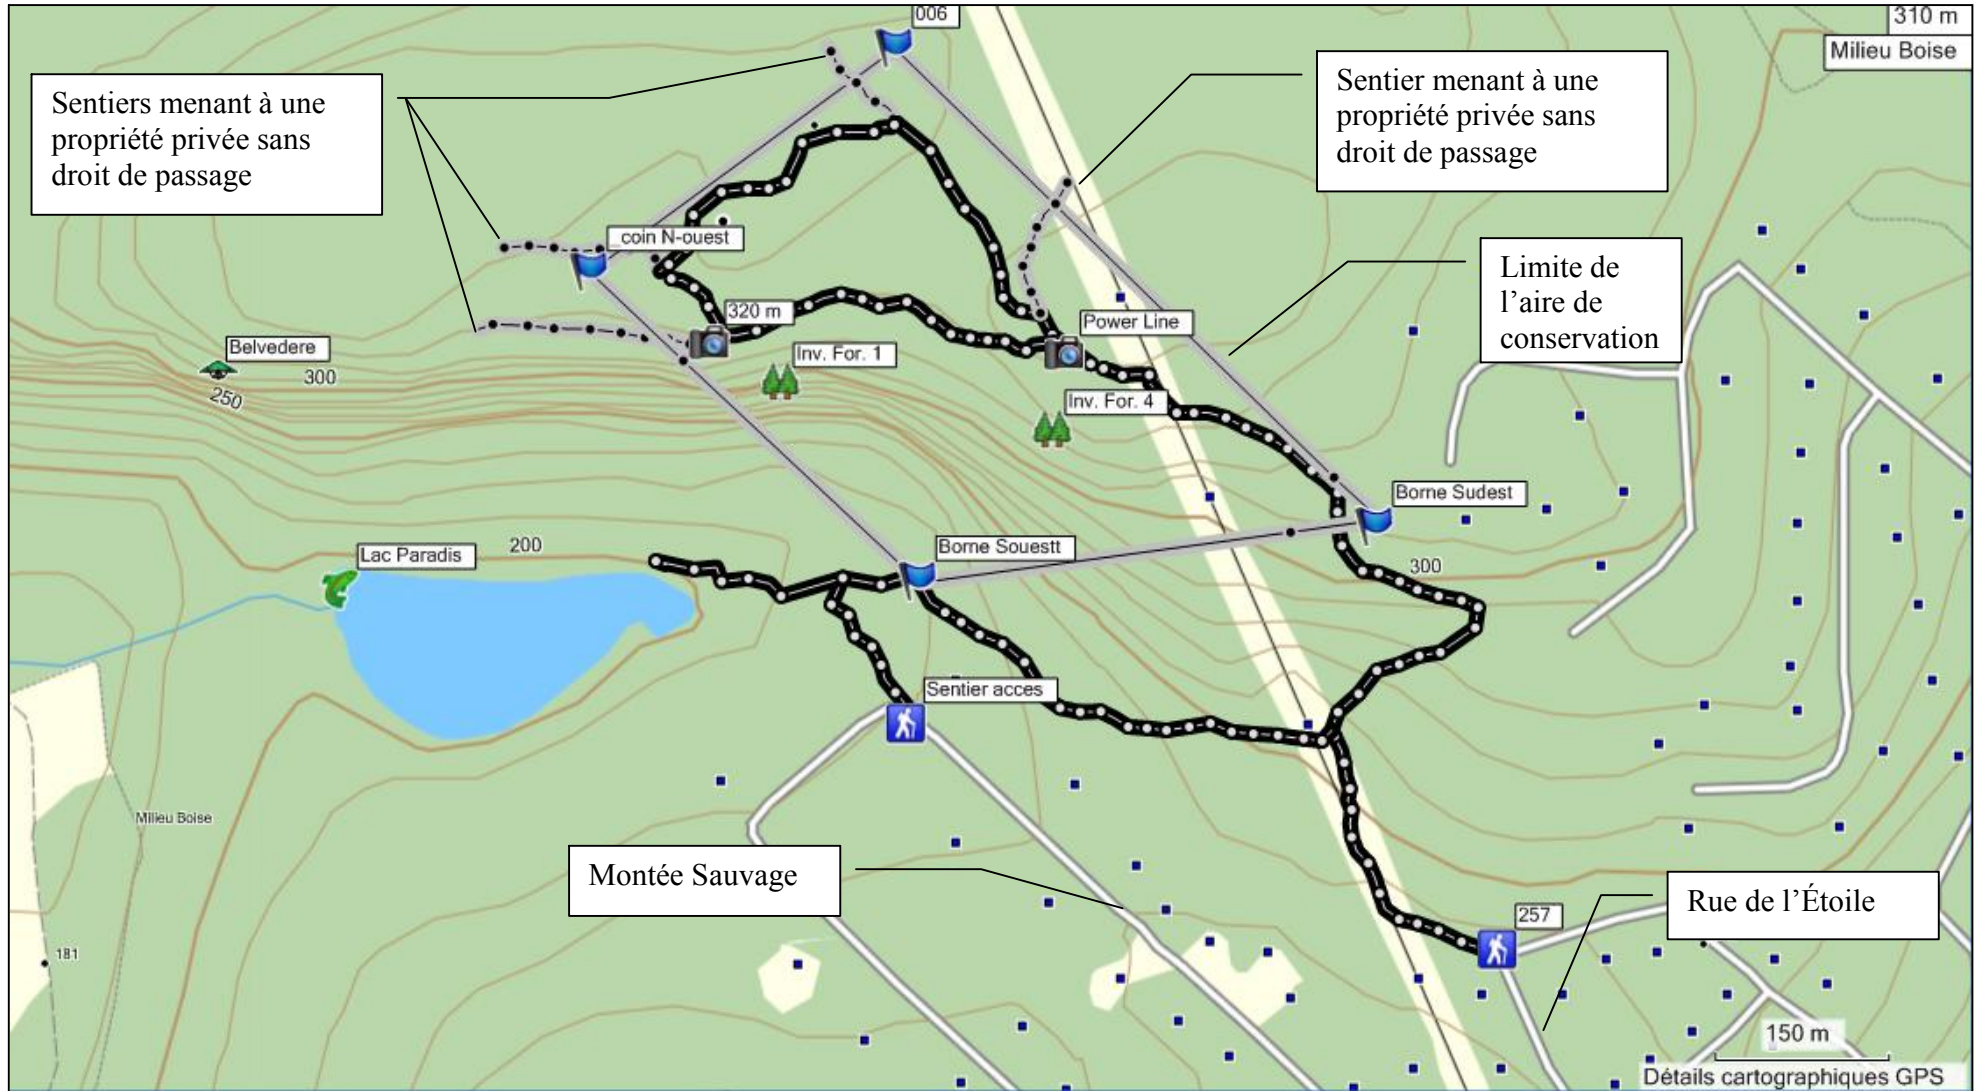 006
310 m
Milieu Boise
Sentiers menant à une
propriété privée sans
droit de passage
Sentier menant à une
propriété privée sans
droit de passage
_coin N-ouest
Limite de
l'aire de
conservation
320 m
Power Line
Belvedere
300
250
Inv. For. 1
Inv. For. 4
Borne Sudest
Lac Paradis
200
Borne Souestt
300
Sentier acces
Milieu Boise
Montée Sauvage
Rue de l'Étoile
257
181
150 m
Détails cartographiques GPS